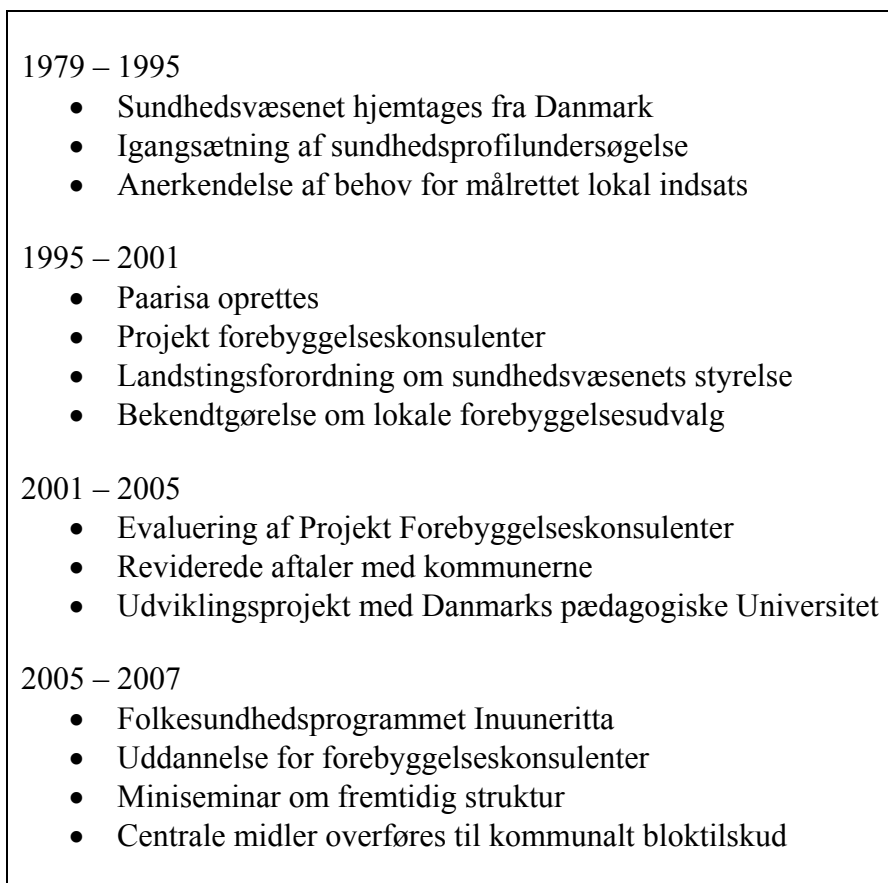 1979 – 1995
• Sundhedsvæsenet hjemtages fra Danmark
• Igangsætning af sundhedsprofilundersøgelse
• Anerkendelse af behov for målrettet lokal indsats
1995 – 2001
• Paarisa oprettes
• Projekt forebyggelseskonsulenter
• Landstingsforordning om sundhedsvæsenets styrelse
• Bekendtgørelse om lokale forebyggelsesudvalg
2001 – 2005
• Evaluering af Projekt Forebyggelseskonsulenter
• Reviderede aftaler med kommunerne
• Udviklingsprojekt med Danmarks pædagogiske Universitet
2005 – 2007
• Folkesundhedsprogrammet Inuuneritta
• Uddannelse for forebyggelseskonsulenter
• Miniseminar om fremtidig struktur
• Centrale midler overføres til kommunalt bloktilskud